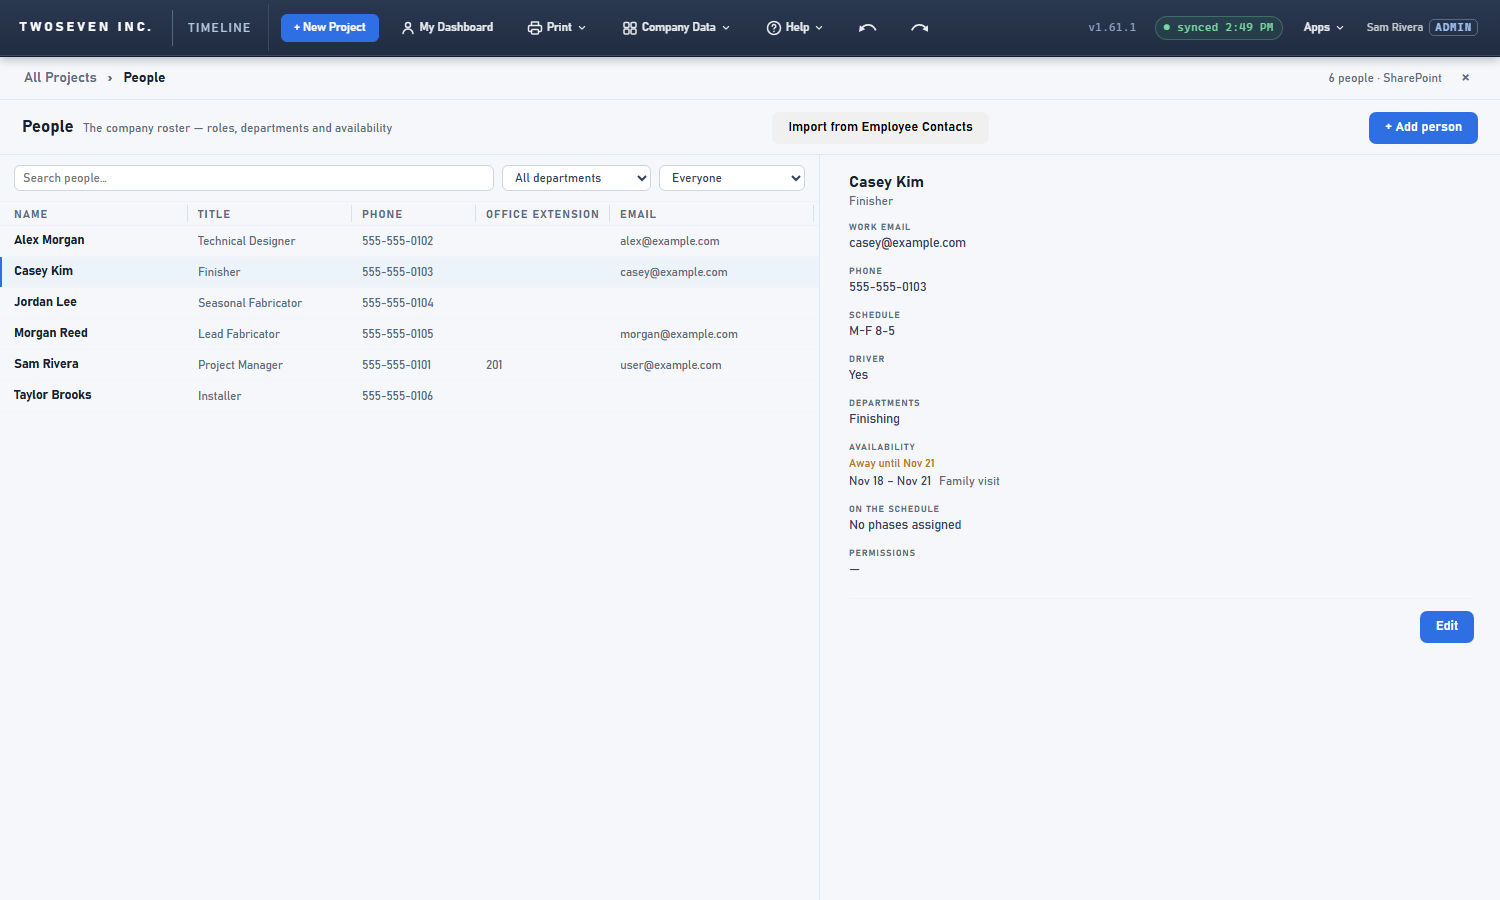 TWOSEVEN INC. TIMELINE + New Project My Dashboard Print Company Data Help v1.61.1 synced 2:49 PM Apps Sam Rivera ADMIN
All Projects › People 6 people · SharePoint ×
People The company roster — roles, departments and availability Import from Employee Contacts + Add person
Search people… All departments Everyone
NAME TITLE PHONE OFFICE EXTENSION EMAIL
Alex Morgan Technical Designer 555-555-0102 alex@example.com
Casey Kim Finisher 555-555-0103 casey@example.com
Jordan Lee Seasonal Fabricator 555-555-0104
Morgan Reed Lead Fabricator 555-555-0105 morgan@example.com
Sam Rivera Project Manager 555-555-0101 201 user@example.com
Taylor Brooks Installer 555-555-0106
Casey Kim
Finisher
WORK EMAIL
casey@example.com
PHONE
555-555-0103
SCHEDULE
M-F 8-5
DRIVER
Yes
DEPARTMENTS
Finishing
AVAILABILITY
Away until Nov 21
Nov 18 – Nov 21 Family visit
ON THE SCHEDULE
No phases assigned
PERMISSIONS
—
Edit